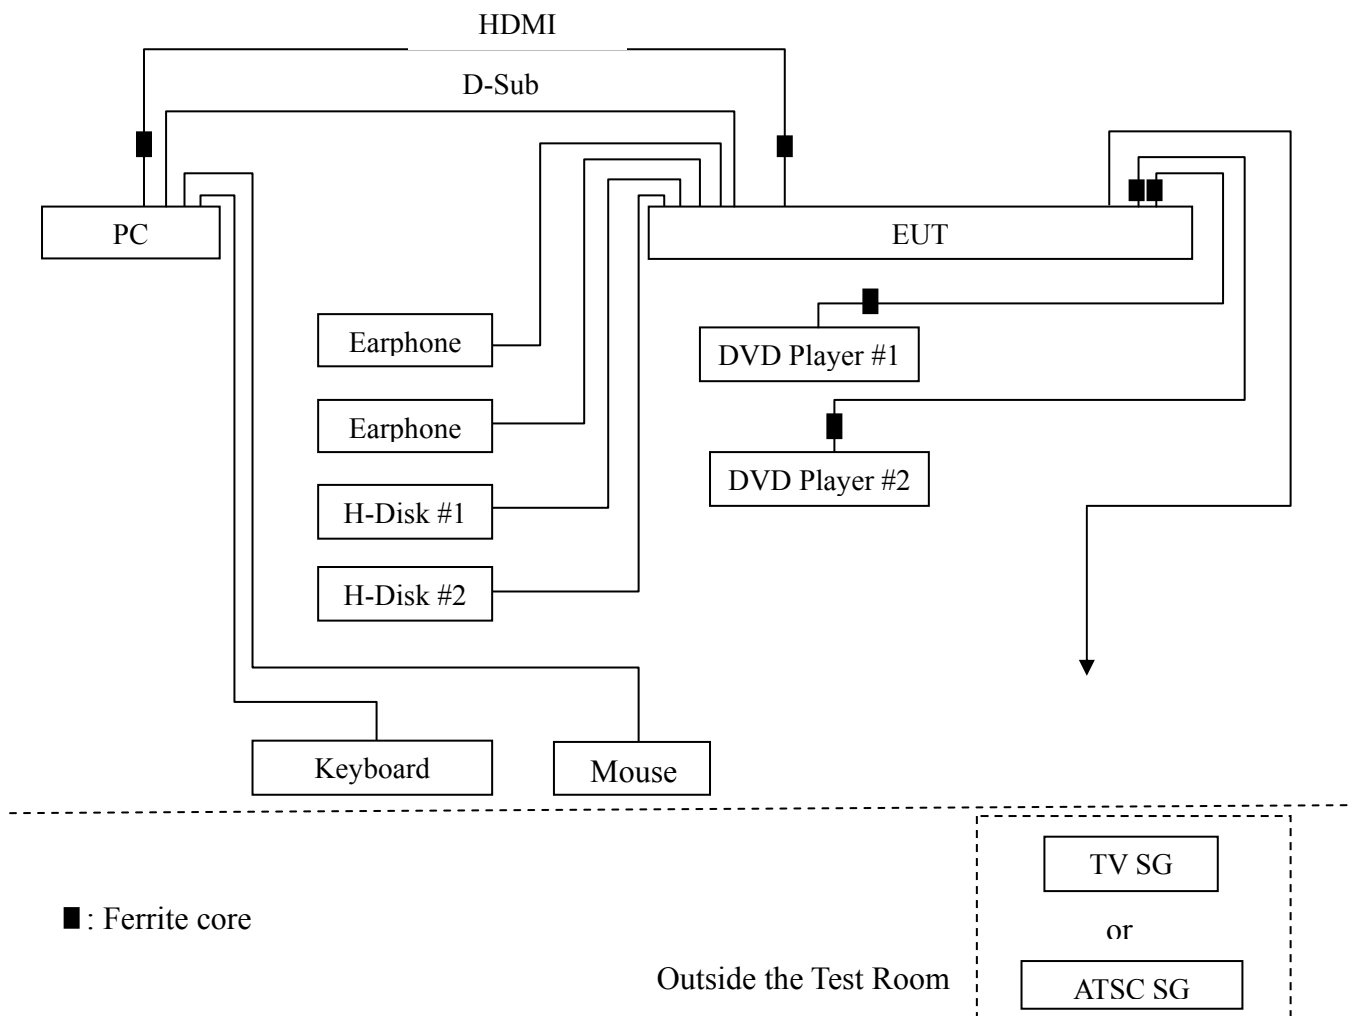 HDMI
D-Sub
PC
EUT
Earphone
DVD Player #1
Earphone
DVD Player #2
H-Disk #1
H-Disk #2
Keyboard
Mouse
TV SG
: Ferrite core
or
Outside the Test Room
ATSC SG